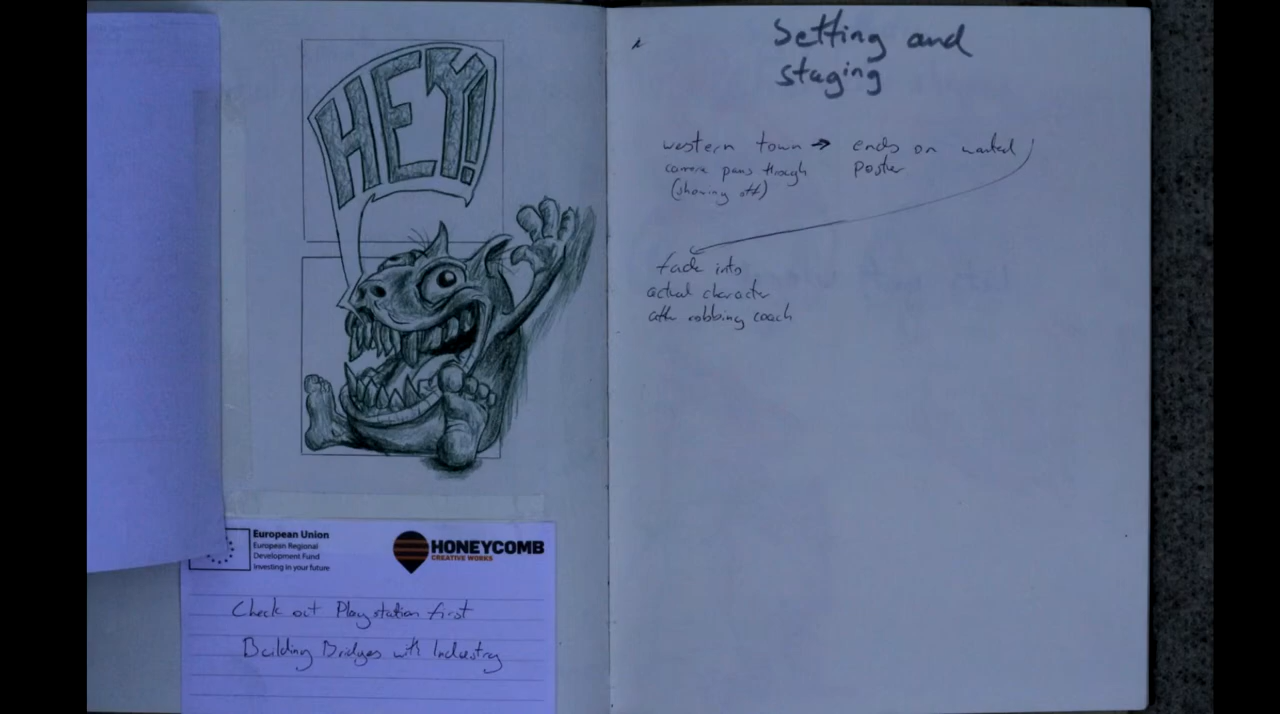 HEY!
European Union
European Regional
Development Fund
Investing in your future
HONEYCOMB
CREATIVE WORKS
Check out Playstation first
Building Bridges with Industry
Setting and
staging
western town → ends on wanted
camera pans through poster
(showing off)
fade into
actual character
after robbing coach